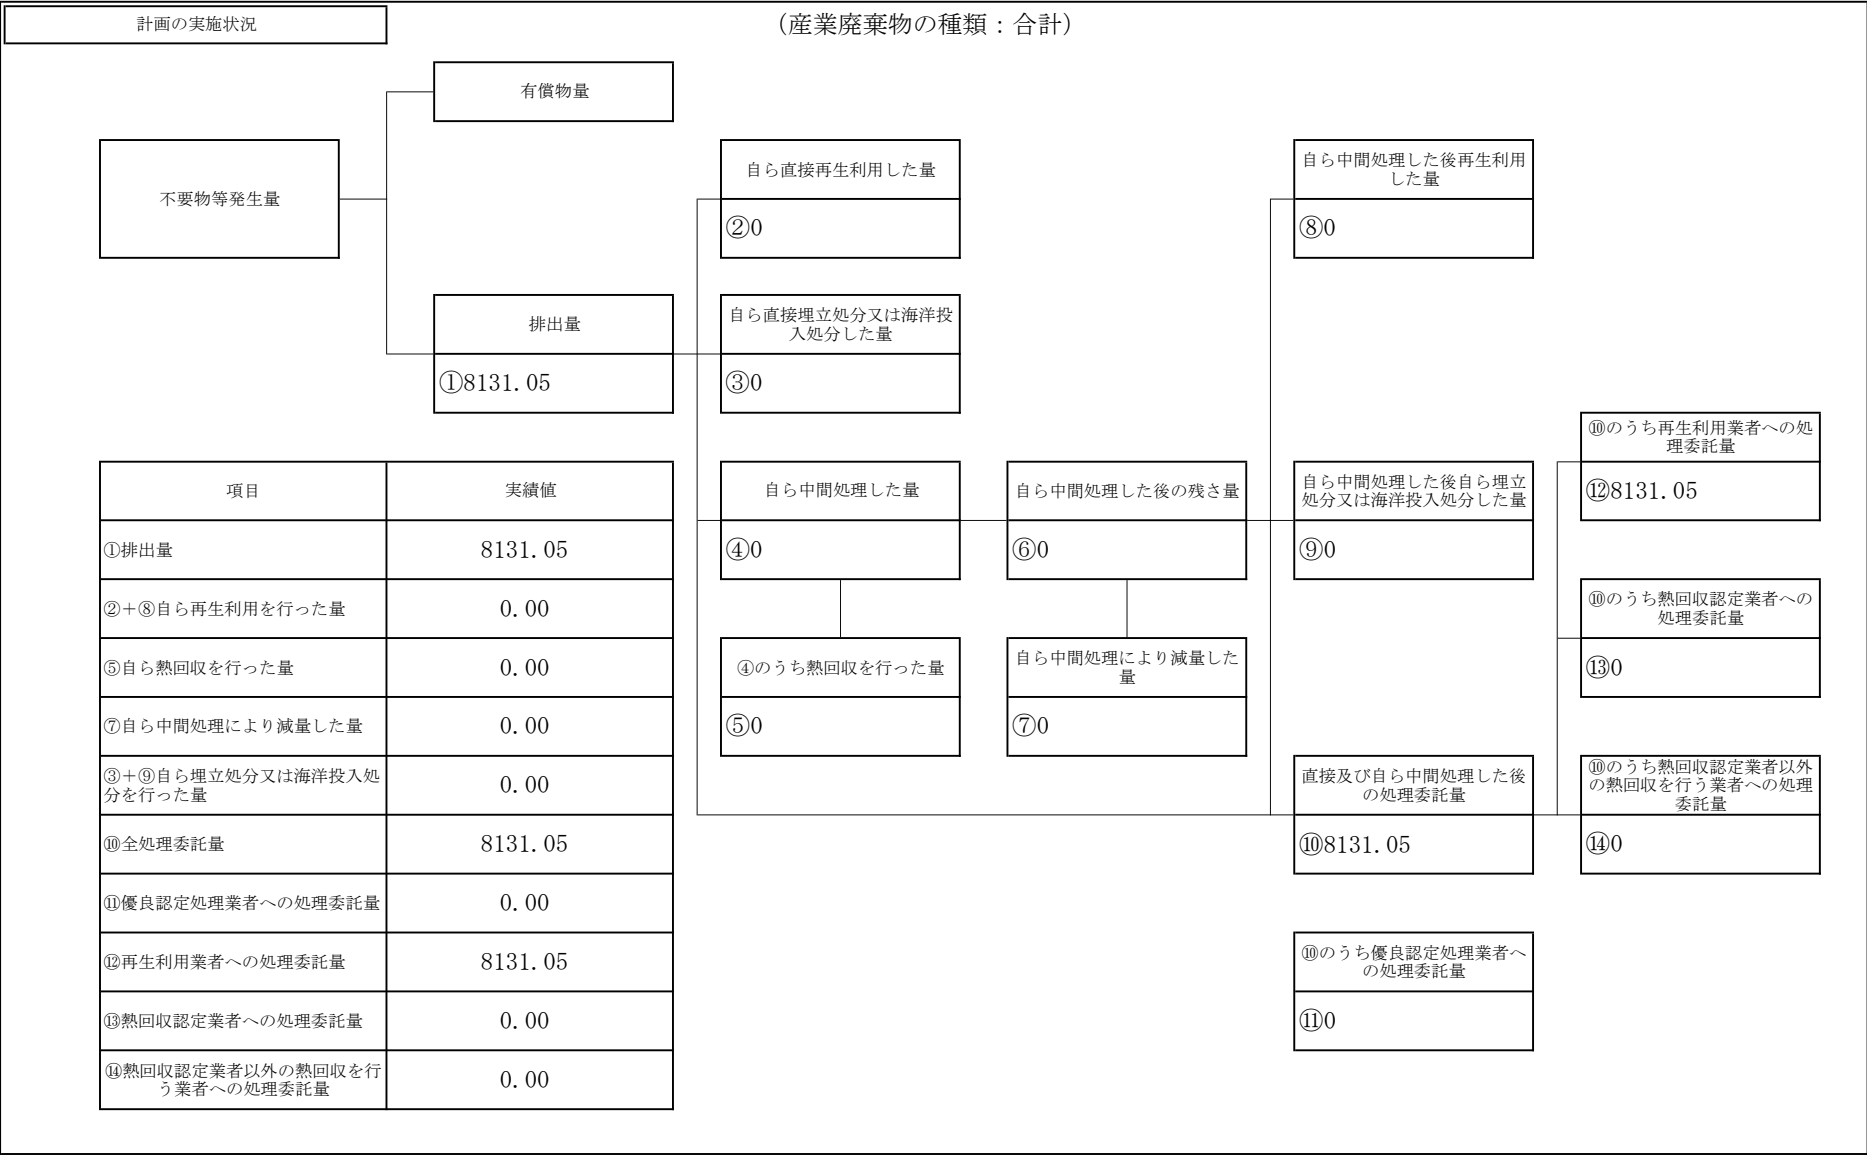 計画の実施状況
（産業廃棄物の種類：合計）
有償物量
不要物等発生量
排出量
①8131.05
自ら直接再生利用した量
②0
自ら直接埋立処分又は海洋投
入処分した量
③0
自ら中間処理した後再生利用
した量
⑧0
自ら中間処理した量
④0
自ら中間処理した後の残さ量
⑥0
自ら中間処理した後自ら埋立
処分又は海洋投入処分した量
⑨0
⑩のうち再生利用業者への処
理委託量
⑫8131.05
④のうち熱回収を行った量
⑤0
自ら中間処理により減量した
量
⑦0
⑩のうち熱回収認定業者への
処理委託量
⑬0
直接及び自ら中間処理した後
の処理委託量
⑩8131.05
⑩のうち熱回収認定業者以外
の熱回収を行う業者への処理
委託量
⑭0
⑩のうち優良認定処理業者へ
の処理委託量
⑪0
項目 実績値
①排出量 8131.05
②＋⑧自ら再生利用を行った量 0.00
⑤自ら熱回収を行った量 0.00
⑦自ら中間処理により減量した量 0.00
③＋⑨自ら埋立処分又は海洋投入処
分を行った量 0.00
⑩全処理委託量 8131.05
⑪優良認定処理業者への処理委託量 0.00
⑫再生利用業者への処理委託量 8131.05
⑬熱回収認定業者への処理委託量 0.00
⑭熱回収認定業者以外の熱回収を行
う業者への処理委託量 0.00